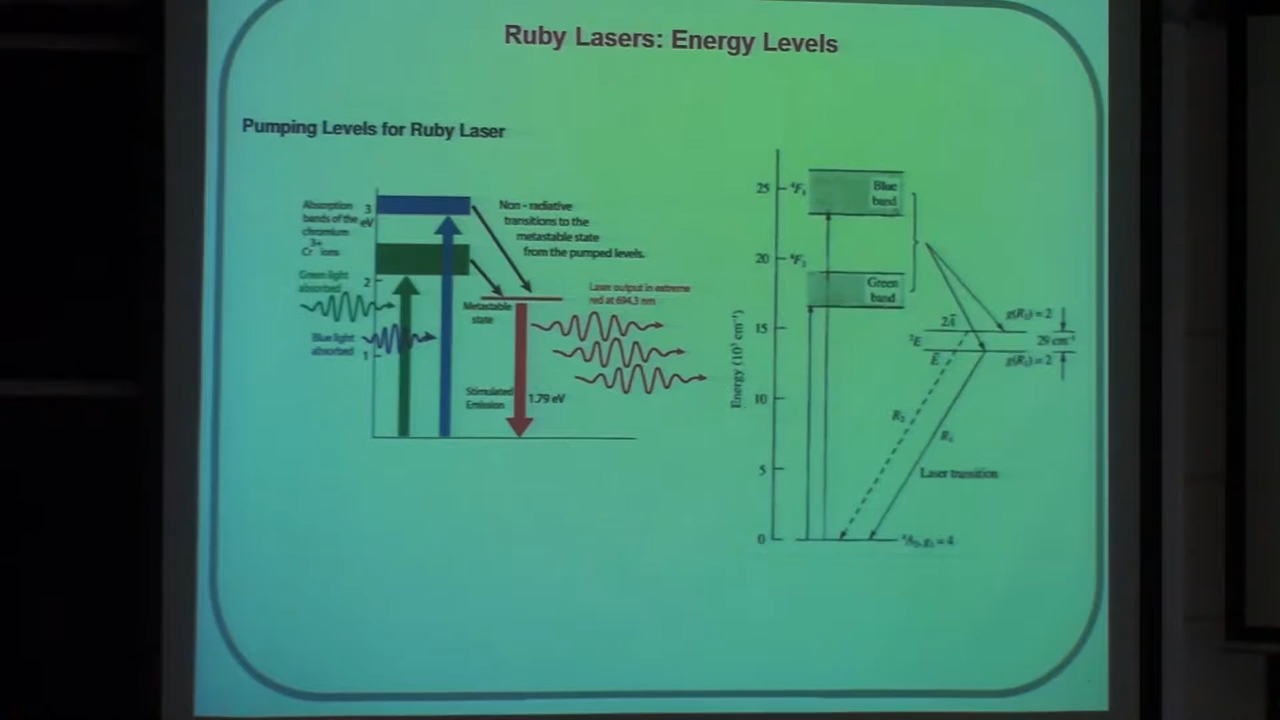 Ruby Lasers: Energy Levels
Pumping Levels for Ruby Laser
Absorption
bands of the
chromium
Cr3+ ions
3
eV
2
1
Green light
absorbed
Blue light
absorbed
Non - radiative
transitions to the
metastable state
from the pumped levels.
Metastable
state
Laser output in extreme
red at 694.3 nm
Stimulated
Emission
1.79 eV
Energy (10³ cm⁻¹)
25
20
15
10
5
0
Blue
band
Green
band
2Ā
²E
Ē
29 cm⁻¹
R₂
R₁
Laser transition